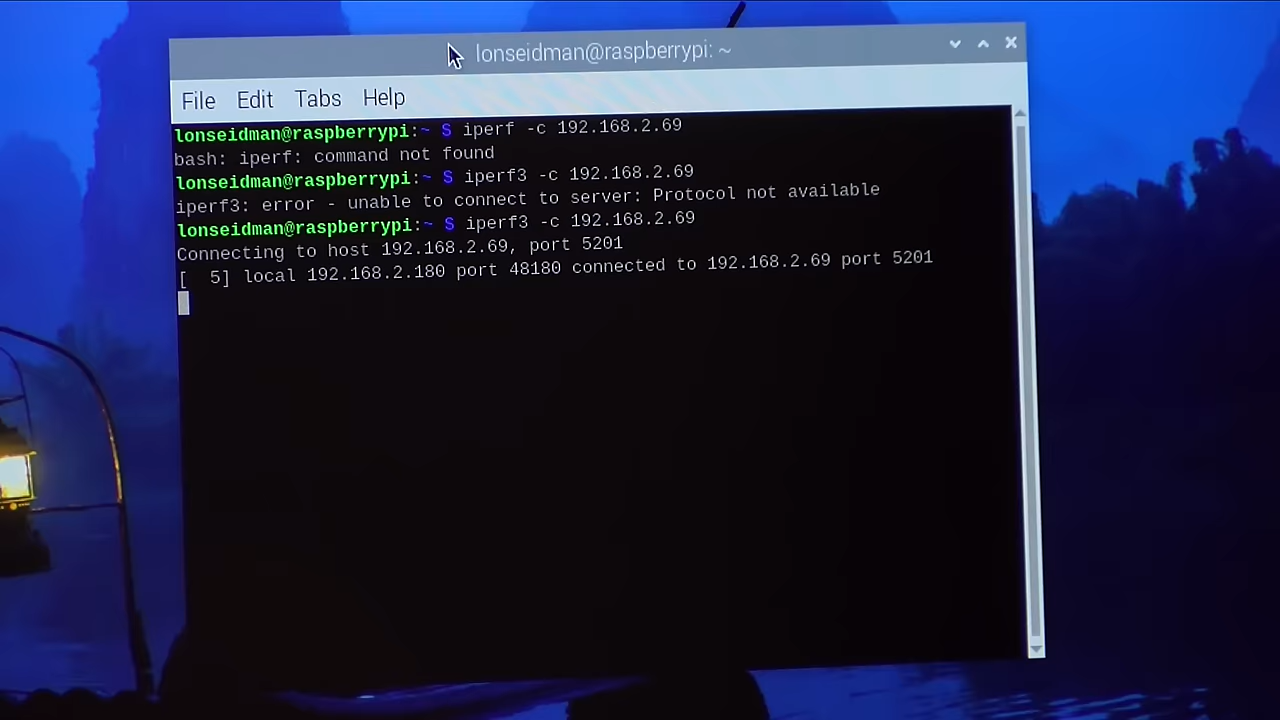 lonseidman@raspberrypi: ~
File Edit Tabs Help
lonseidman@raspberrypi:~ $ iperf -c 192.168.2.69
bash: iperf: command not found
lonseidman@raspberrypi:~ $ iperf3 -c 192.168.2.69
iperf3: error - unable to connect to server: Protocol not available
lonseidman@raspberrypi:~ $ iperf3 -c 192.168.2.69
Connecting to host 192.168.2.69, port 5201
[  5] local 192.168.2.180 port 48180 connected to 192.168.2.69 port 5201